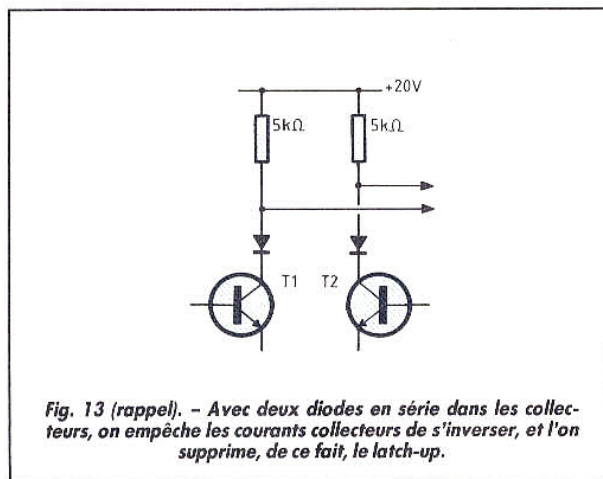 +20V
5kΩ 5kΩ
T1 T2
Fig. 13 (rappel). – Avec deux diodes en série dans les collec-
teurs, on empêche les courants collecteurs de s'inverser, et l'on
supprime, de ce fait, le latch-up.